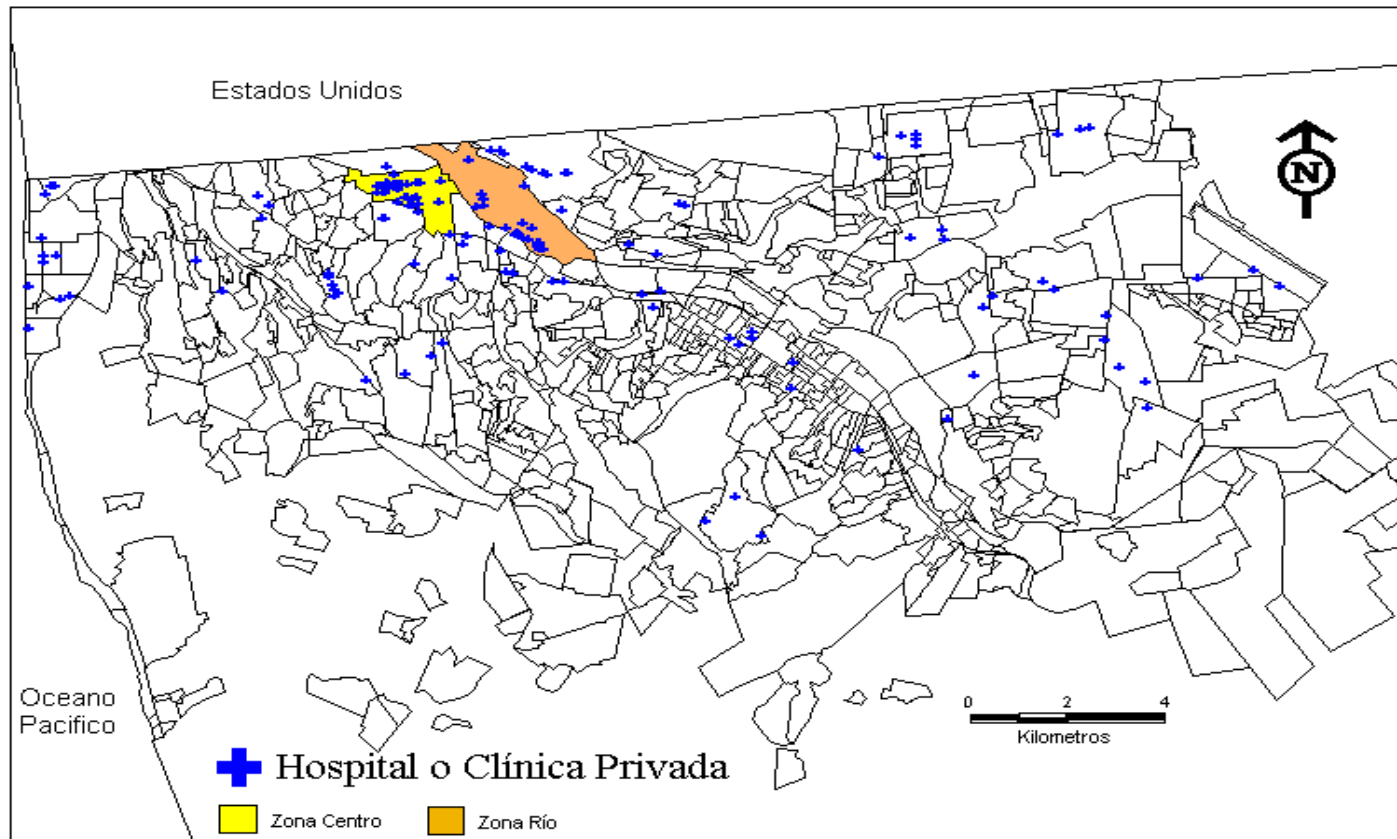 Estados Unidos
N
Oceano
Pacifico
0 2 4
Kilometros
Hospital o Clínica Privada
Zona Centro
Zona Río